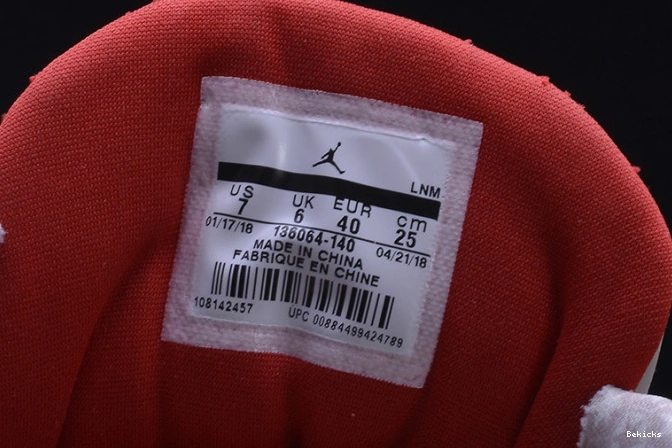 LNM
US UK EUR cm
7 6 40 25
01/17/18 136064-140 04/21/18
MADE IN CHINA
FABRIQUE EN CHINE
108142457 UPC 00884499424789
Bekicks